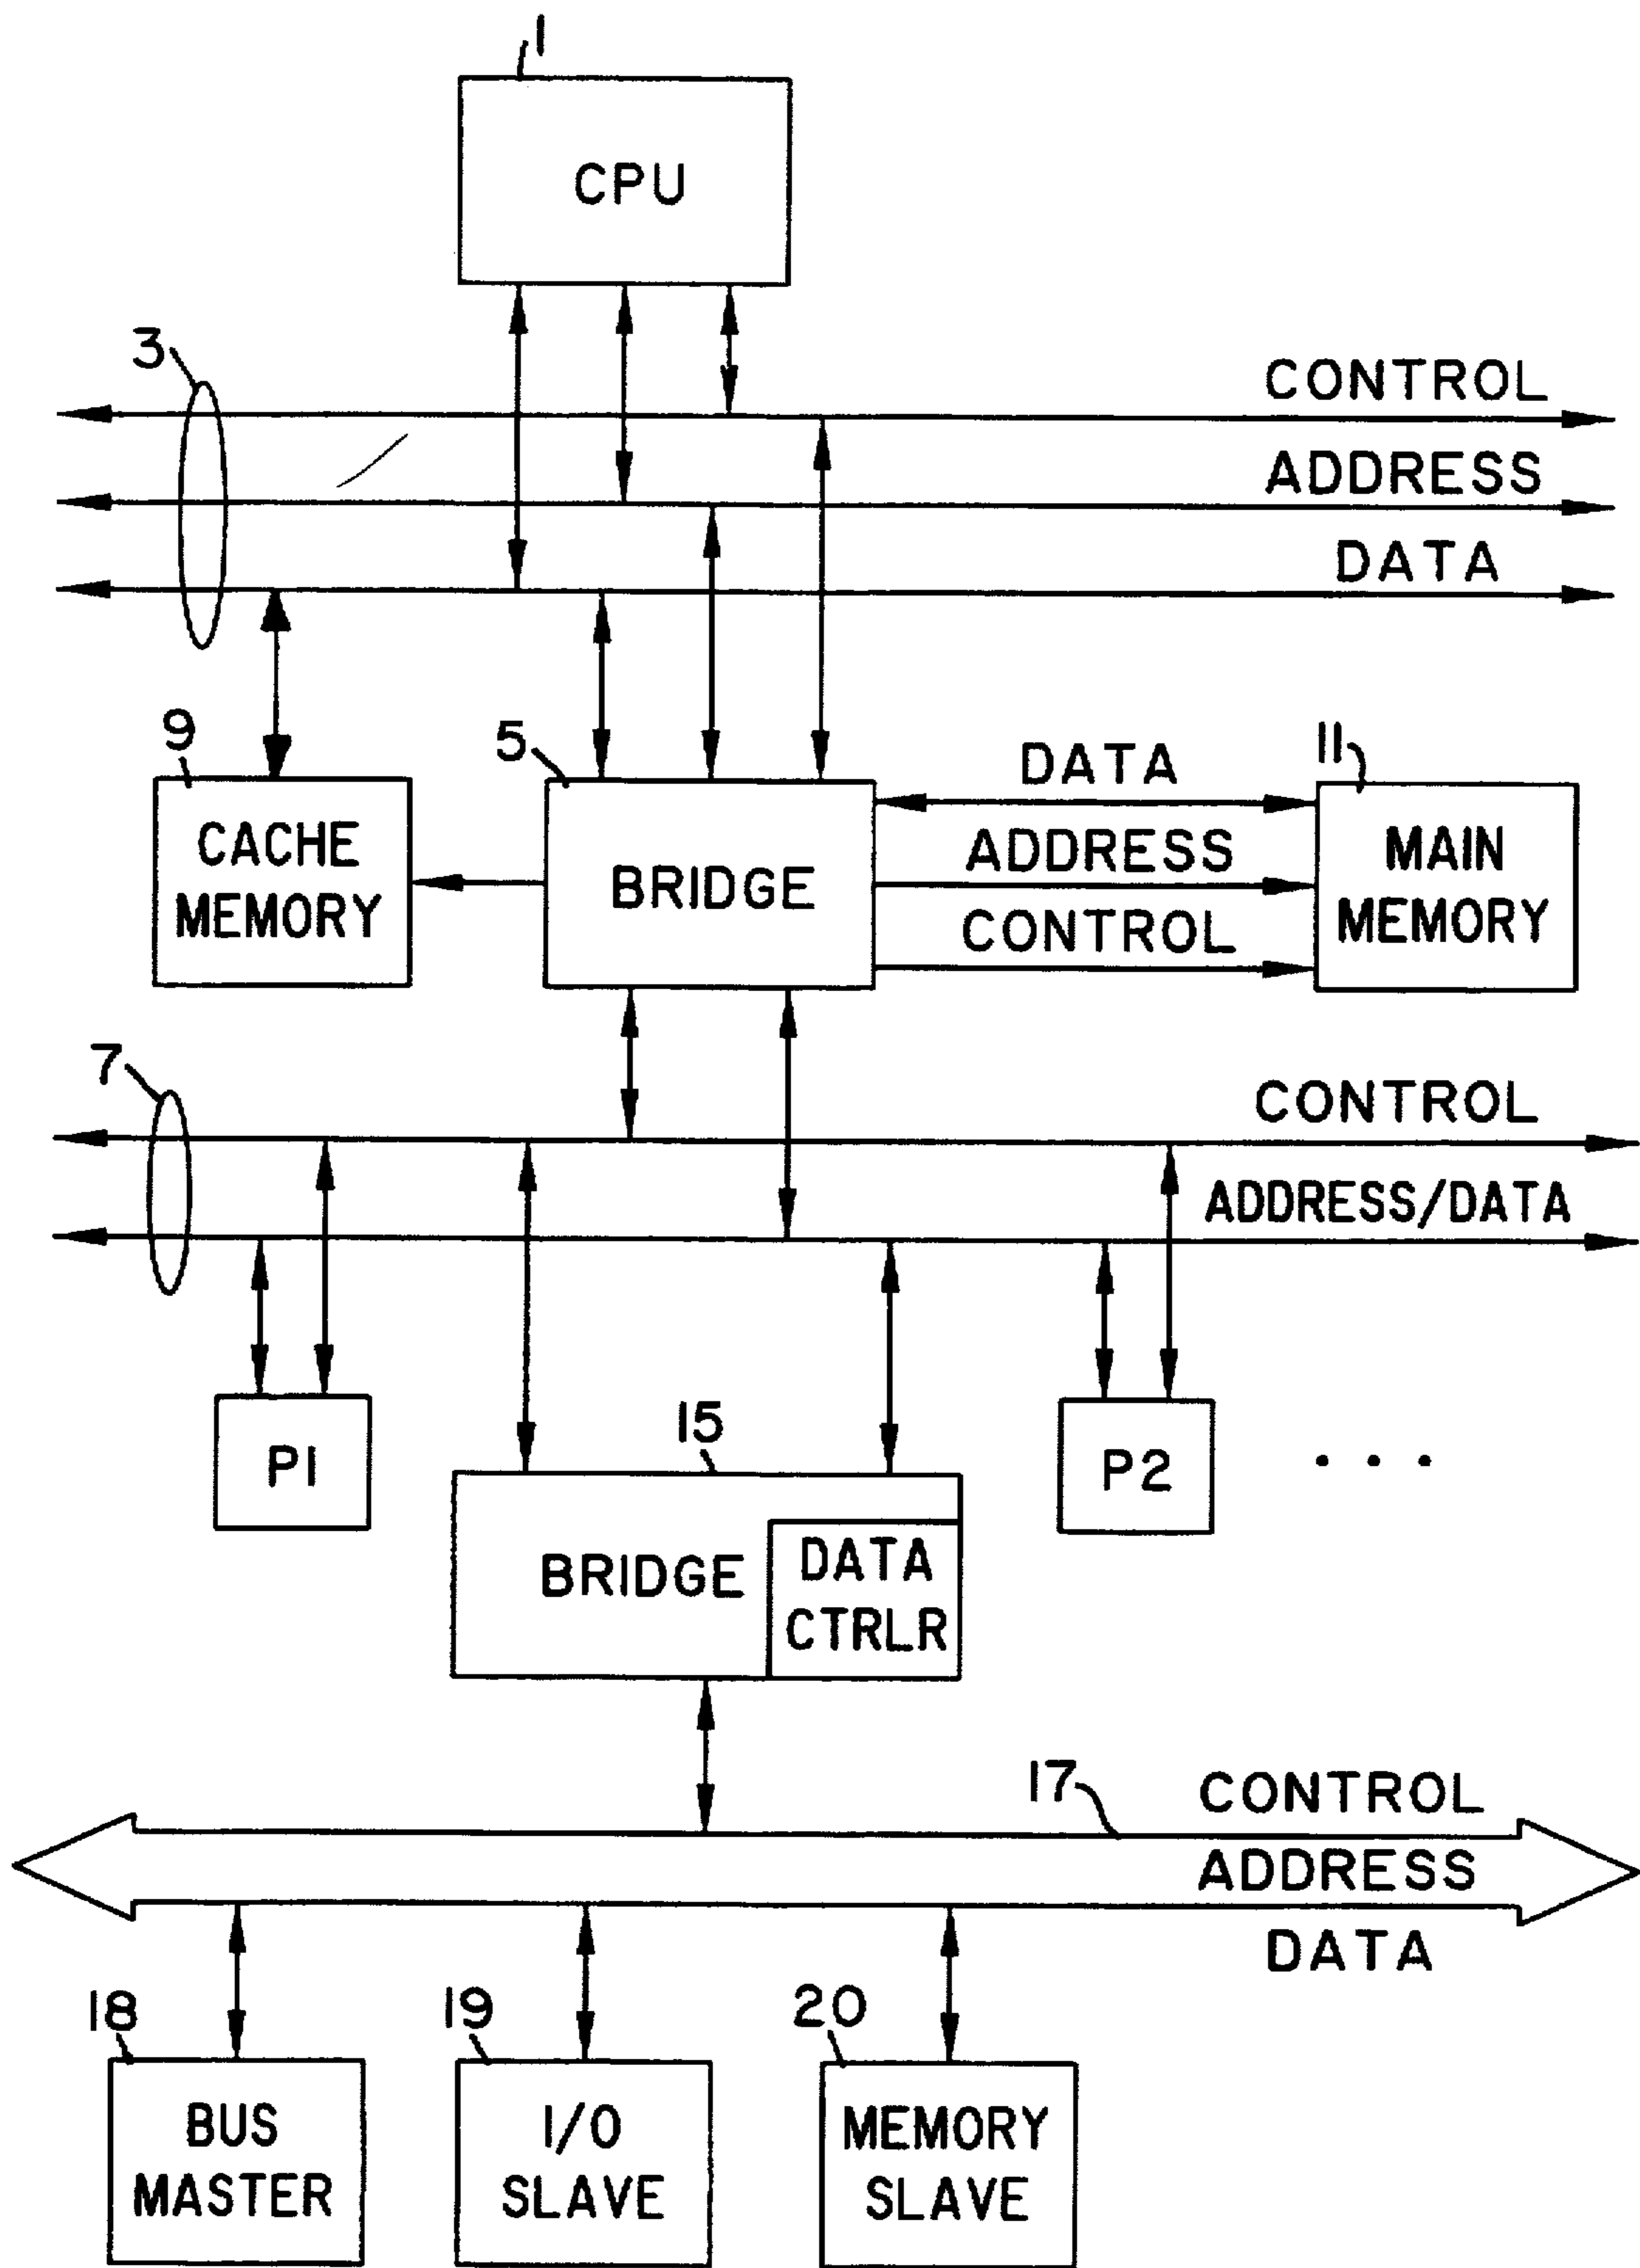 1
CPU
3
CONTROL
ADDRESS
DATA
9
5
11
DATA
CACHE
MEMORY
BRIDGE
ADDRESS
MAIN
MEMORY
CONTROL
7
CONTROL
ADDRESS/DATA
15
P1
P2
. . .
BRIDGE
DATA
CTRLR
17
CONTROL
ADDRESS
DATA
18
19
20
BUS
MASTER
I/O
SLAVE
MEMORY
SLAVE